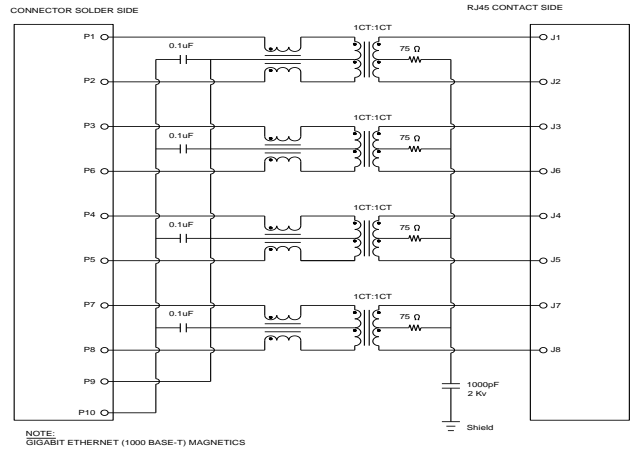 CONNECTOR SOLDER SIDE
RJ45 CONTACT SIDE
1CT:1CT
P1
0.1uF
75 Ω
J1
P2
J2
1CT:1CT
P3
0.1uF
75 Ω
J3
P6
J6
1CT:1CT
P4
0.1uF
75 Ω
J4
P5
J5
1CT:1CT
P7
0.1uF
75 Ω
J7
P8
J8
P9
1000pF
2 Kv
P10
Shield
NOTE:
GIGABIT ETHERNET (1000 BASE-T) MAGNETICS